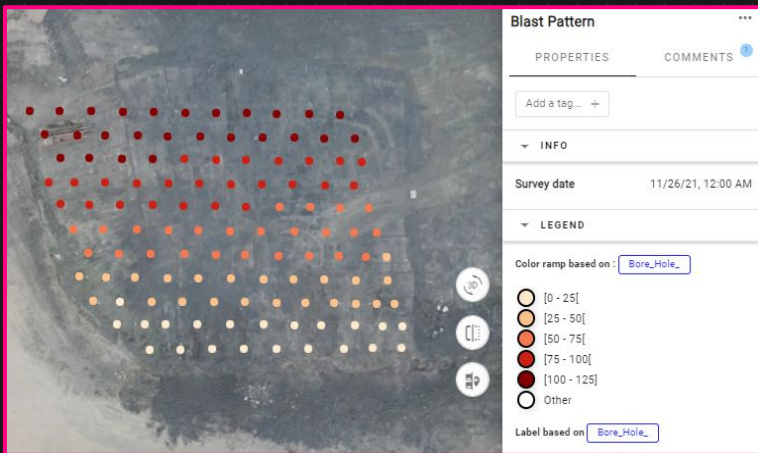 Blast Pattern
...
PROPERTIES COMMENTS 1
Add a tag... +
INFO
Survey date 11/26/21, 12:00 AM
LEGEND
Color ramp based on : Bore_Hole_
[0 - 25[
[25 - 50[
[50 - 75[
[75 - 100[
[100 - 125]
Other
3D
Label based on Bore_Hole_